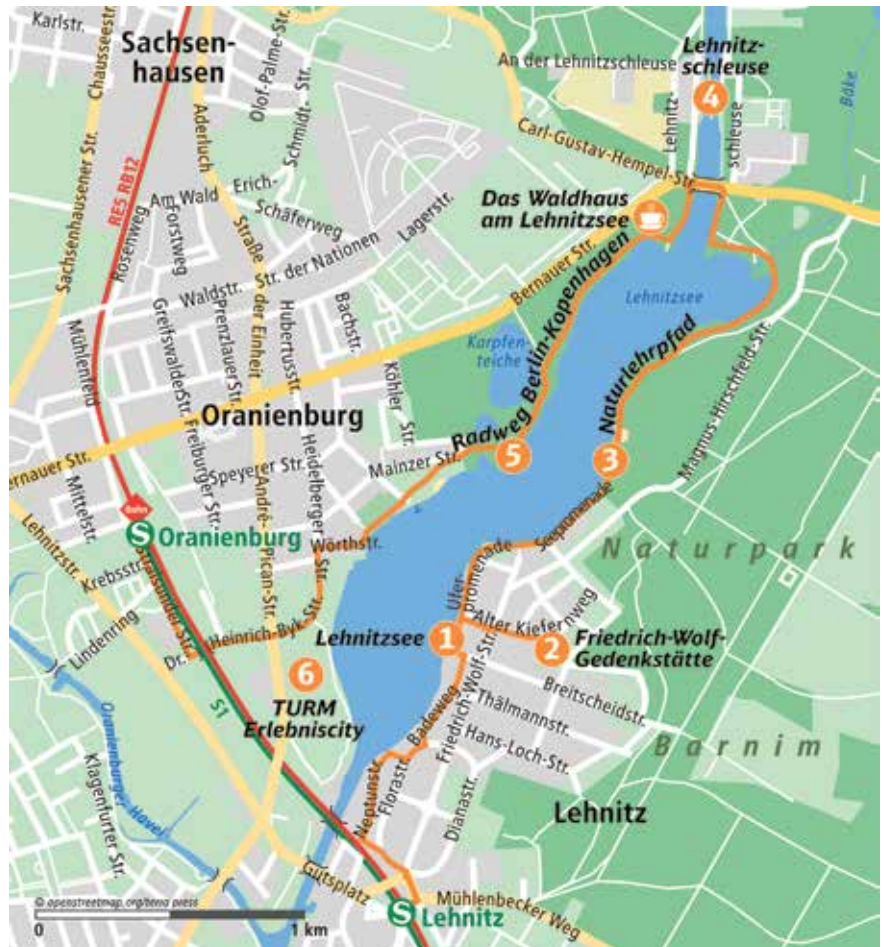 Karlstr.
Sachsen-
hausen
Chausseestr.
Sachsenhausener Str.
Aderluch
Olof-Palme-Str.
An der Lehnitzschleuse
Lehnitz-
schleuse
4
Lehnitz
schleuse
Bäke
Carl-Gustav-Hempel-Str.
RE5 RB12
Am Wald
Erich-
Schmidt-Str.
Schäferweg
Rosenweg
Forstweg
Lagerstr.
Das Waldhaus
am Lehnitzsee
Waldstr.
Str. der Nationen
Straße der Einheit
Bernauer Str.
Lehnitzsee
Mühlenfeld
Greifswalder Str.
Prenzlauer Str.
Hubertusstr.
Bachstr.
Köhler Str.
Karpfen-
teiche
Radweg Berlin-Kopenhagen
Naturlehrpfad
Magnus-Hirschfeld-Str.
Oranienburg
Freiburger Str.
Heidelberger Str.
Mainzer Str.
5
3
ernauer Str.
Speyerer Str.
Mittelstr.
André-Pican-Str.
Bahn
S Oranienburg
Lehnitzstr.
Wörthstr.
Seepromenade
Naturpark
Krebsstr.
Stralsunder Str.
Ufer-
promenade
Lindenring
Dr.-Heinrich-Byk-Str.
Alter Kiefernweg
Lehnitzsee
1
2
Friedrich-Wolf-
Gedenkstätte
6
TURM
Erlebniscity
S1
Friedrich-Wolf-Str.
Breitscheidstr.
Badeweg
Thälmannstr.
Hans-Loch-Str.
Barnim
Oranienburger Havel
Klagenfurter Str.
Neptunstr.
Florastr.
Dianastr.
Lehnitz
Gutsplatz
Mühlenbecker Weg
S Lehnitz
© openstreetmap.org/bema press
0
1 km